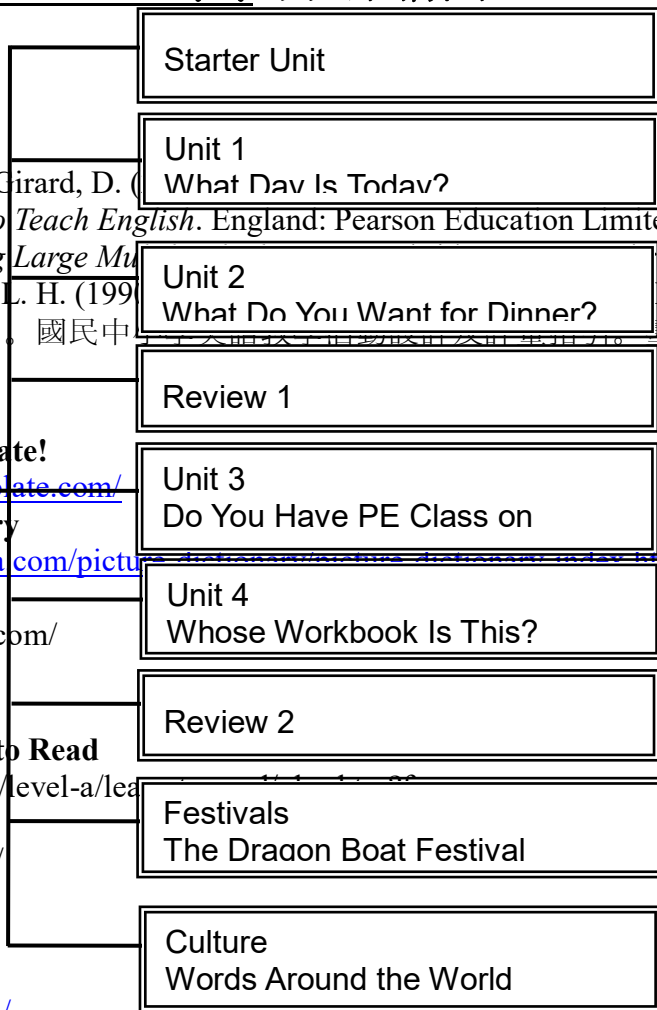 Starter Unit
Unit 1
What Day Is Today?
Girard, D. (
Teach English. England: Pearson Education Limite
Large Mu
Unit 2
L. H. (199
What Do You Want for Dinner?
。國民中
Review 1
ate!
Unit 3
late.com/
Do You Have PE Class on
ry
com/pictu
Unit 4
Whose Workbook Is This?
com/
Review 2
to Read
/level-a/lea
Festivals
The Dragon Boat Festival
/
Culture
Words Around the World
/